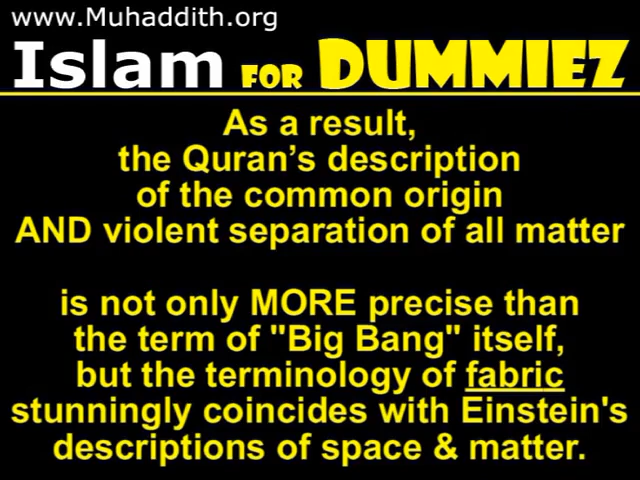 www.Muhaddith.org
Islam FOR DUMMIEZ
As a result,
the Quran's description
of the common origin
AND violent separation of all matter
is not only MORE precise than
the term of "Big Bang" itself,
but the terminology of fabric
stunningly coincides with Einstein's
descriptions of space & matter.